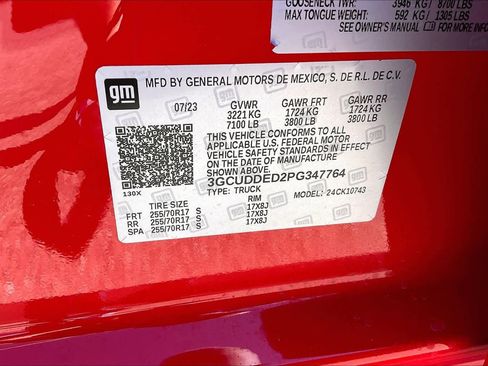 GOOSENECK TWR: 3946 KG / 8700 LBS
MAX TONGUE WEIGHT: 592 KG / 1305 LBS
SEE OWNER'S MANUAL FOR MORE INFO
gm
MFD BY GENERAL MOTORS DE MEXICO, S. DE R.L. DE C.V.
07/23 GVWR GAWR FRT GAWR RR
3221 KG 1724 KG 1724 KG
7100 LB 3800 LB 3800 LB
THIS VEHICLE CONFORMS TO ALL
APPLICABLE U.S. FEDERAL MOTOR
VEHICLE SAFETY STANDARDS IN EFFECT
ON THE DATE OF MANUFACTURE
3GCUDDED2PG347764
130X TYPE: TRUCK MODEL: 24CK10743
TIRE SIZE RIM
FRT 255/70R17 S 17X8J
RR 255/70R17 S 17X8J
SPA 255/70R17 S 17X8J